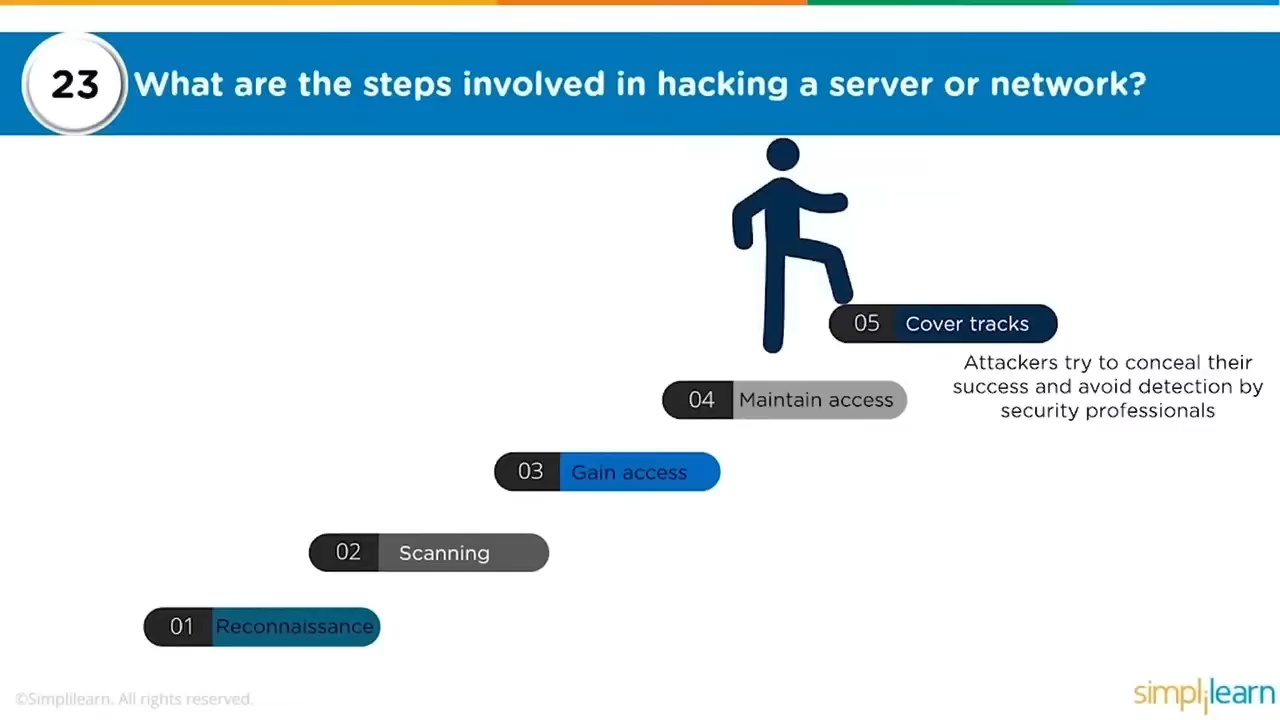 23
What are the steps involved in hacking a server or network?
05 Cover tracks
Attackers try to conceal their
success and avoid detection by
security professionals
04 Maintain access
03 Gain access
02 Scanning
01 Reconnaissance
©Simplilearn. All rights reserved.
simplilearn